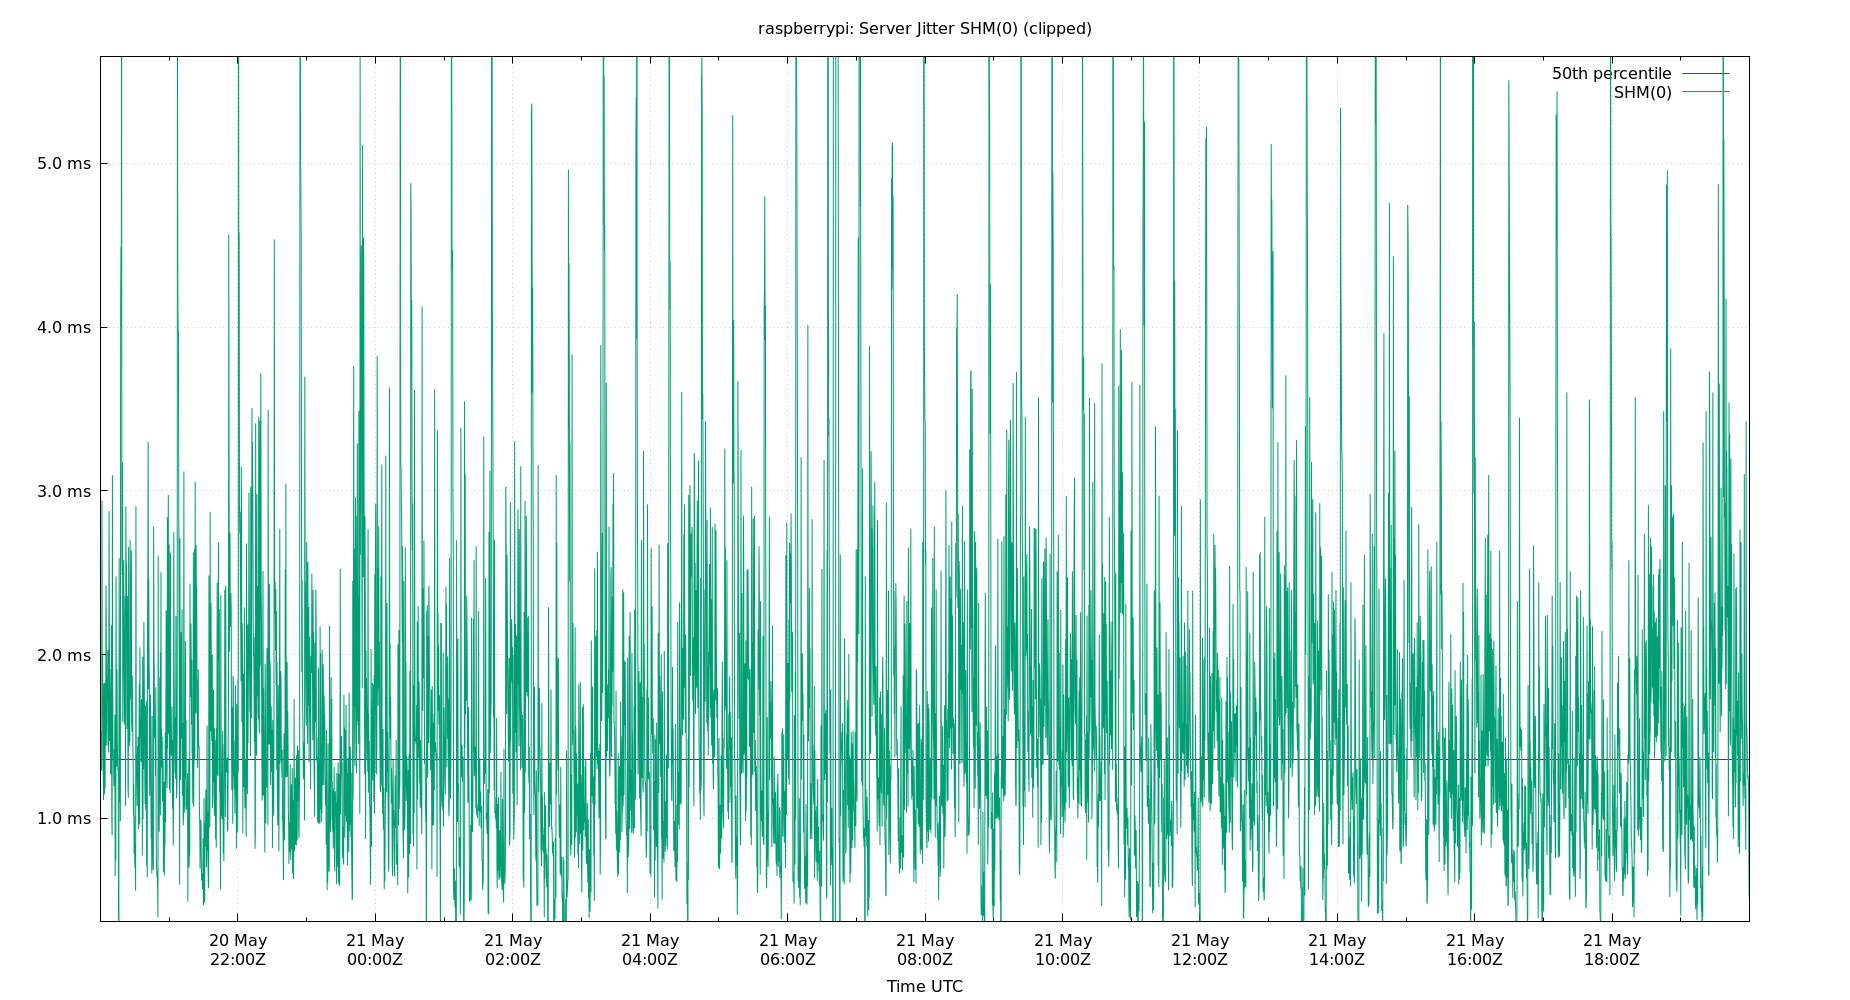 raspberrypi: Server Jitter SHM(0) (clipped)
50th percentile
SHM(0)
5.0 ms
4.0 ms
3.0 ms
2.0 ms
1.0 ms
20 May 21 May 21 May 21 May 21 May 21 May 21 May 21 May 21 May 21 May 21 May
22:00Z 00:00Z 02:00Z 04:00Z 06:00Z 08:00Z 10:00Z 12:00Z 14:00Z 16:00Z 18:00Z
Time UTC